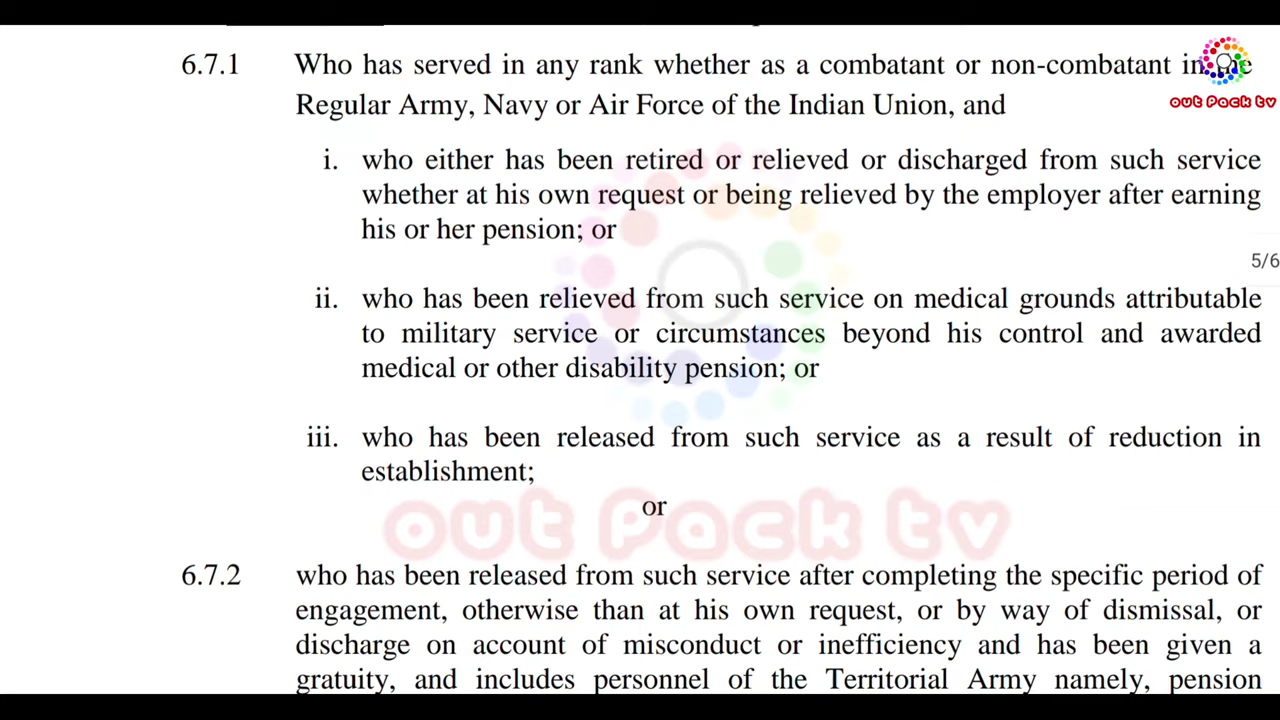 6.7.1 Who has served in any rank whether as a combatant or non-combatant in
Regular Army, Navy or Air Force of the Indian Union, and
i. who either has been retired or relieved or discharged from such service
whether at his own request or being relieved by the employer after earning
his or her pension; or
ii. who has been relieved from such service on medical grounds attributable
to military service or circumstances beyond his control and awarded
medical or other disability pension; or
iii. who has been released from such service as a result of reduction in
establishment;
or
6.7.2 who has been released from such service after completing the specific period of
engagement, otherwise than at his own request, or by way of dismissal, or
discharge on account of misconduct or inefficiency and has been given a
gratuity, and includes personnel of the Territorial Army namely, pension
5/6
out Pack tv
out Pack tv